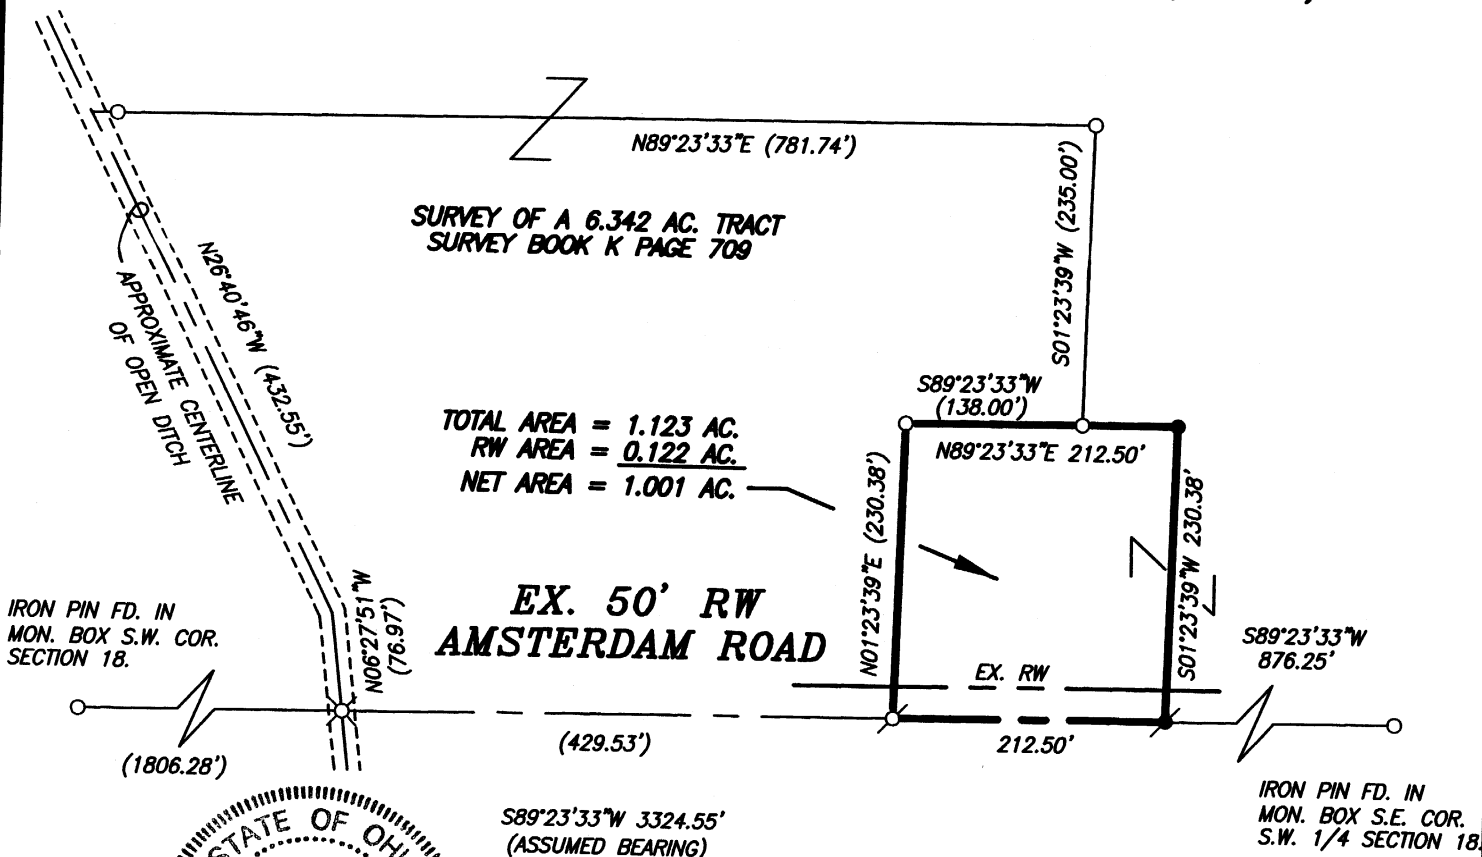 N89°23'33"E (781.74')
SURVEY OF A 6.342 AC. TRACT
SURVEY BOOK K PAGE 709
S01°23'39"W (235.00')
N26°40'46"W (432.55')
APPROXIMATE CENTERLINE
OF OPEN DITCH
S89°23'33"W
(138.00')
N89°23'33"E 212.50'
TOTAL AREA = 1.123 AC.
RW AREA = 0.122 AC.
NET AREA = 1.001 AC.
N01°23'39"E (230.38')
S01°23'39"W 230.38'
EX. 50' RW
AMSTERDAM ROAD
N06°27'51"W
(76.97')
IRON PIN FD. IN
MON. BOX S.W. COR.
SECTION 18.
EX. RW
S89°23'33"W
876.25'
(1806.28')
(429.53')
212.50'
S89°23'33"W 3324.55'
(ASSUMED BEARING)
IRON PIN FD. IN
MON. BOX S.E. COR.
S.W. 1/4 SECTION 18.
STATE OF OH